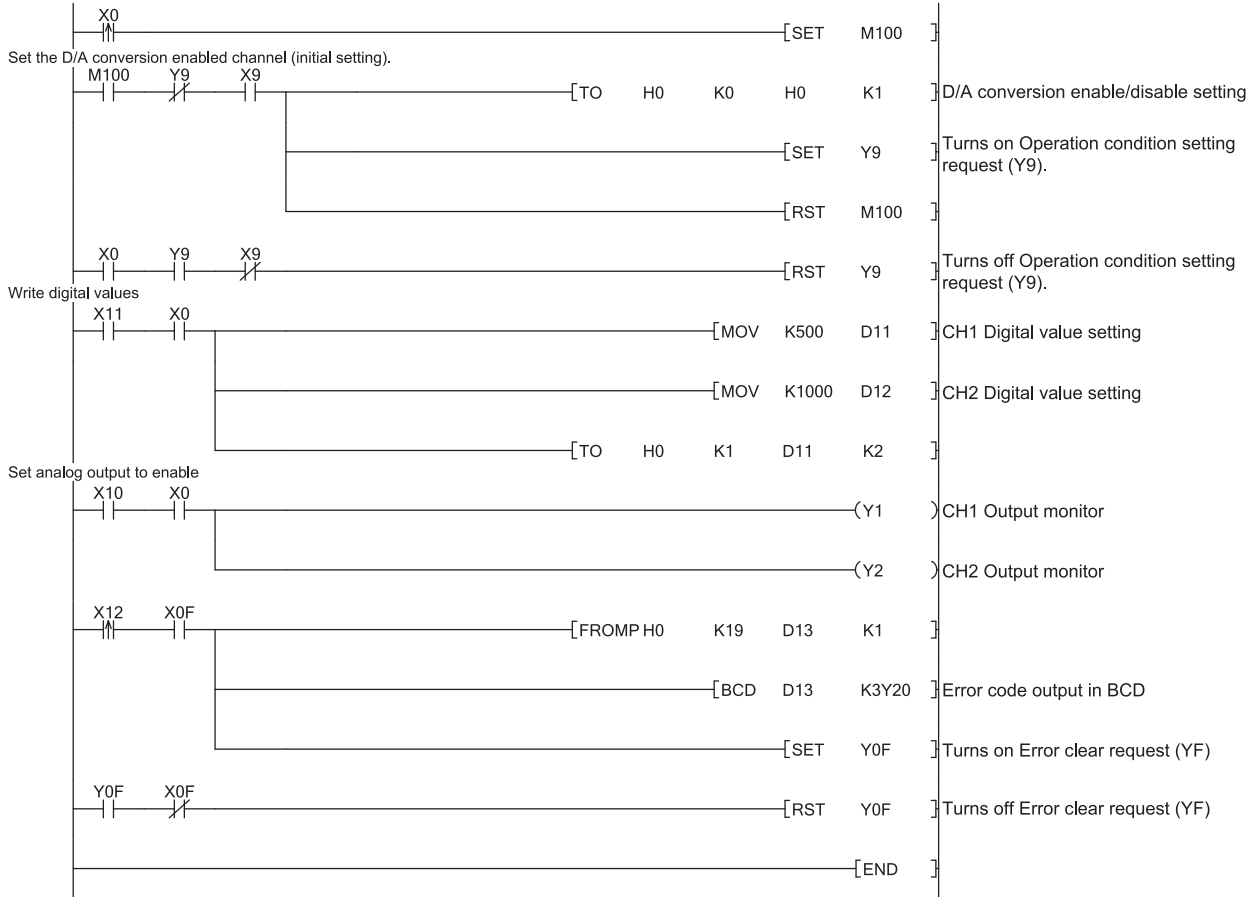 X0
[SET M100]
Set the D/A conversion enabled channel (initial setting).
M100 Y9 X9
[TO H0 K0 H0 K1] D/A conversion enable/disable setting
[SET Y9] Turns on Operation condition setting
request (Y9).
[RST M100]
X0 Y9 X9
[RST Y9] Turns off Operation condition setting
request (Y9).
Write digital values
X11 X0
[MOV K500 D11] CH1 Digital value setting
[MOV K1000 D12] CH2 Digital value setting
[TO H0 K1 D11 K2]
Set analog output to enable
X10 X0
(Y1) CH1 Output monitor
(Y2) CH2 Output monitor
X12 X0F
[FROMP H0 K19 D13 K1]
[BCD D13 K3Y20] Error code output in BCD
[SET Y0F] Turns on Error clear request (YF)
Y0F X0F
[RST Y0F] Turns off Error clear request (YF)
[END]